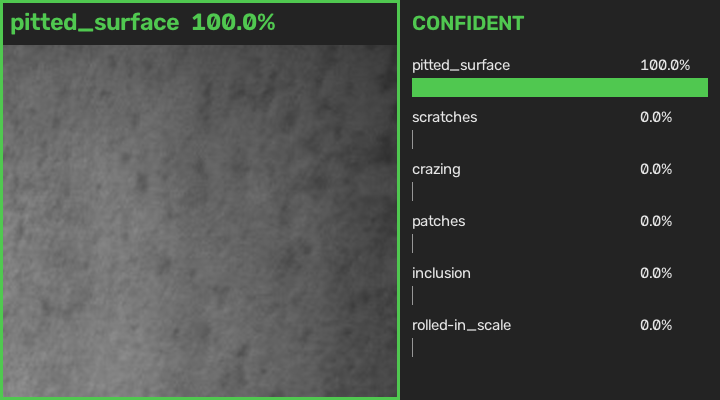 pitted_surface 100.0%
CONFIDENT
pitted_surface 100.0%
scratches 0.0%
crazing 0.0%
patches 0.0%
inclusion 0.0%
rolled-in_scale 0.0%